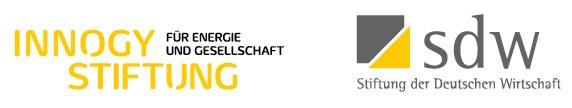 INNOGY FÜR ENERGIE
UND GESELLSCHAFT
STIFTUNG
sdw
Stiftung der Deutschen Wirtschaft